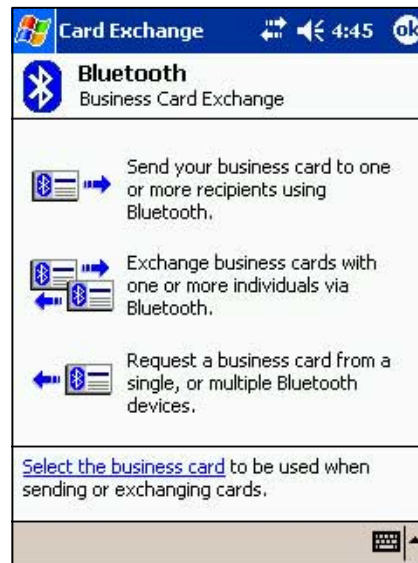 Card Exchange 4:45 ok
Bluetooth
Business Card Exchange
Send your business card to one
or more recipients using
Bluetooth.
Exchange business cards with
one or more individuals via
Bluetooth.
Request a business card from a
single, or multiple Bluetooth
devices.
Select the business card to be used when
sending or exchanging cards.